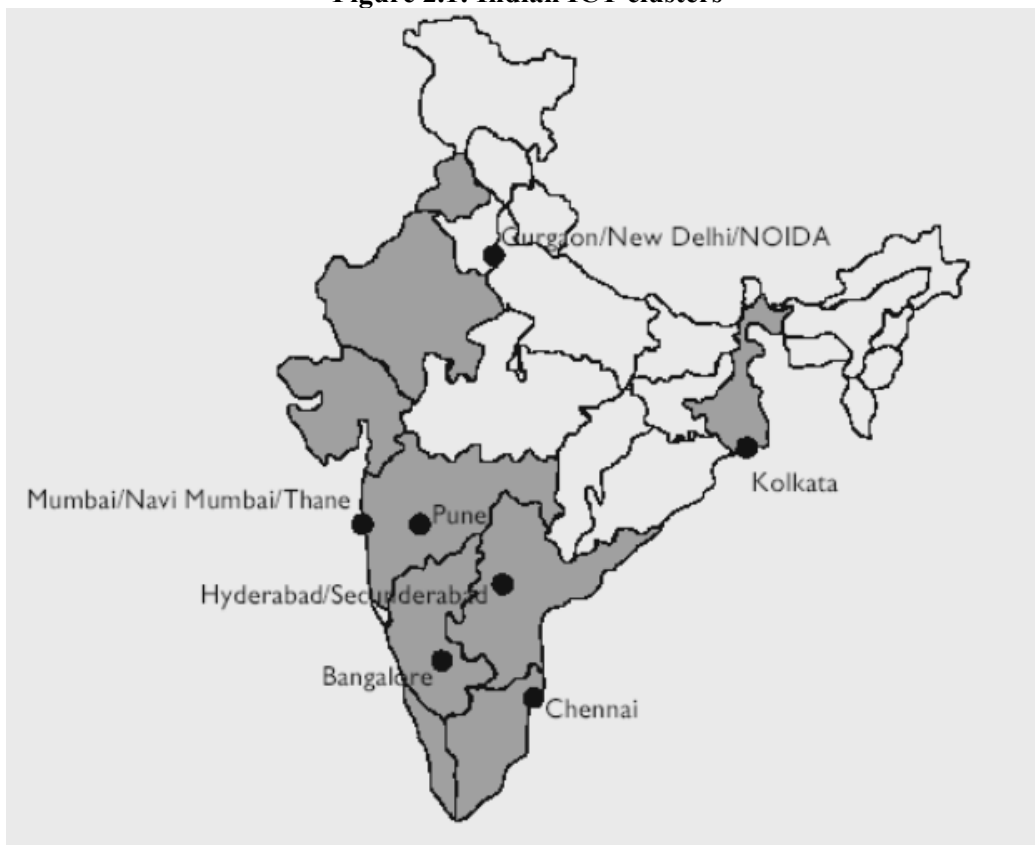 Figure 2.1: Indian ICT clusters
Gurgaon/New Delhi/NOIDA
Kolkata
Mumbai/Navi Mumbai/Thane
Pune
Hyderabad/Secunderabad
Bangalore
Chennai